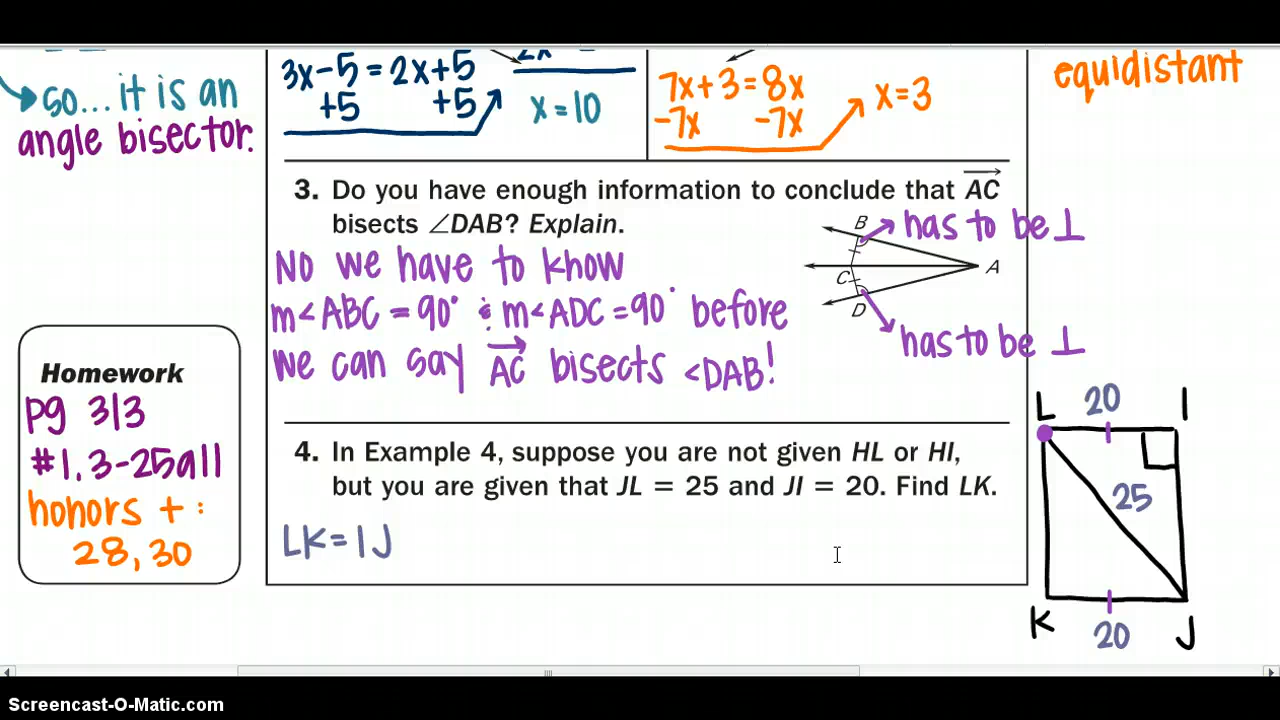 so... it is an
angle bisector.
3x-5=2x+5
+5 +5
x=10
7x+3=8x
-7x -7x
x=3
equidistant
3. Do you have enough information to conclude that AC
bisects ∠DAB? Explain.
No we have to know
m∠ABC = 90° & m∠ADC = 90° before
we can say AC bisects <DAB!
B
has to be ⊥
A
C
D
has to be ⊥
Homework
pg 313
#1, 3-25all
honors + :
28, 30
4. In Example 4, suppose you are not given HL or HI,
but you are given that JL = 25 and JI = 20. Find LK.
LK=IJ
L 20 I
25
K 20 J
Screencast-O-Matic.com